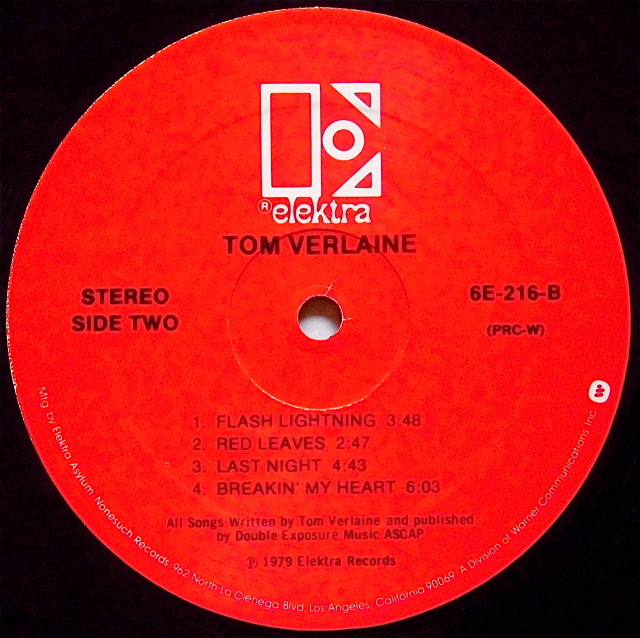 ® elektra
TOM VERLAINE
STEREO
SIDE TWO
6E-216-B
(PRC-W)
1. FLASH LIGHTNING 3:48
2. RED LEAVES 2:47
3. LAST NIGHT 4:43
4. BREAKIN' MY HEART 6:03
All Songs Written by Tom Verlaine and published
by Double Exposure Music ASCAP
℗ 1979 Elektra Records
Mfg. by Elektra Asylum Nonesuch Records, 962 North La Cienega Blvd. Los Angeles, California 90069. A Division of Warner Communications Inc.